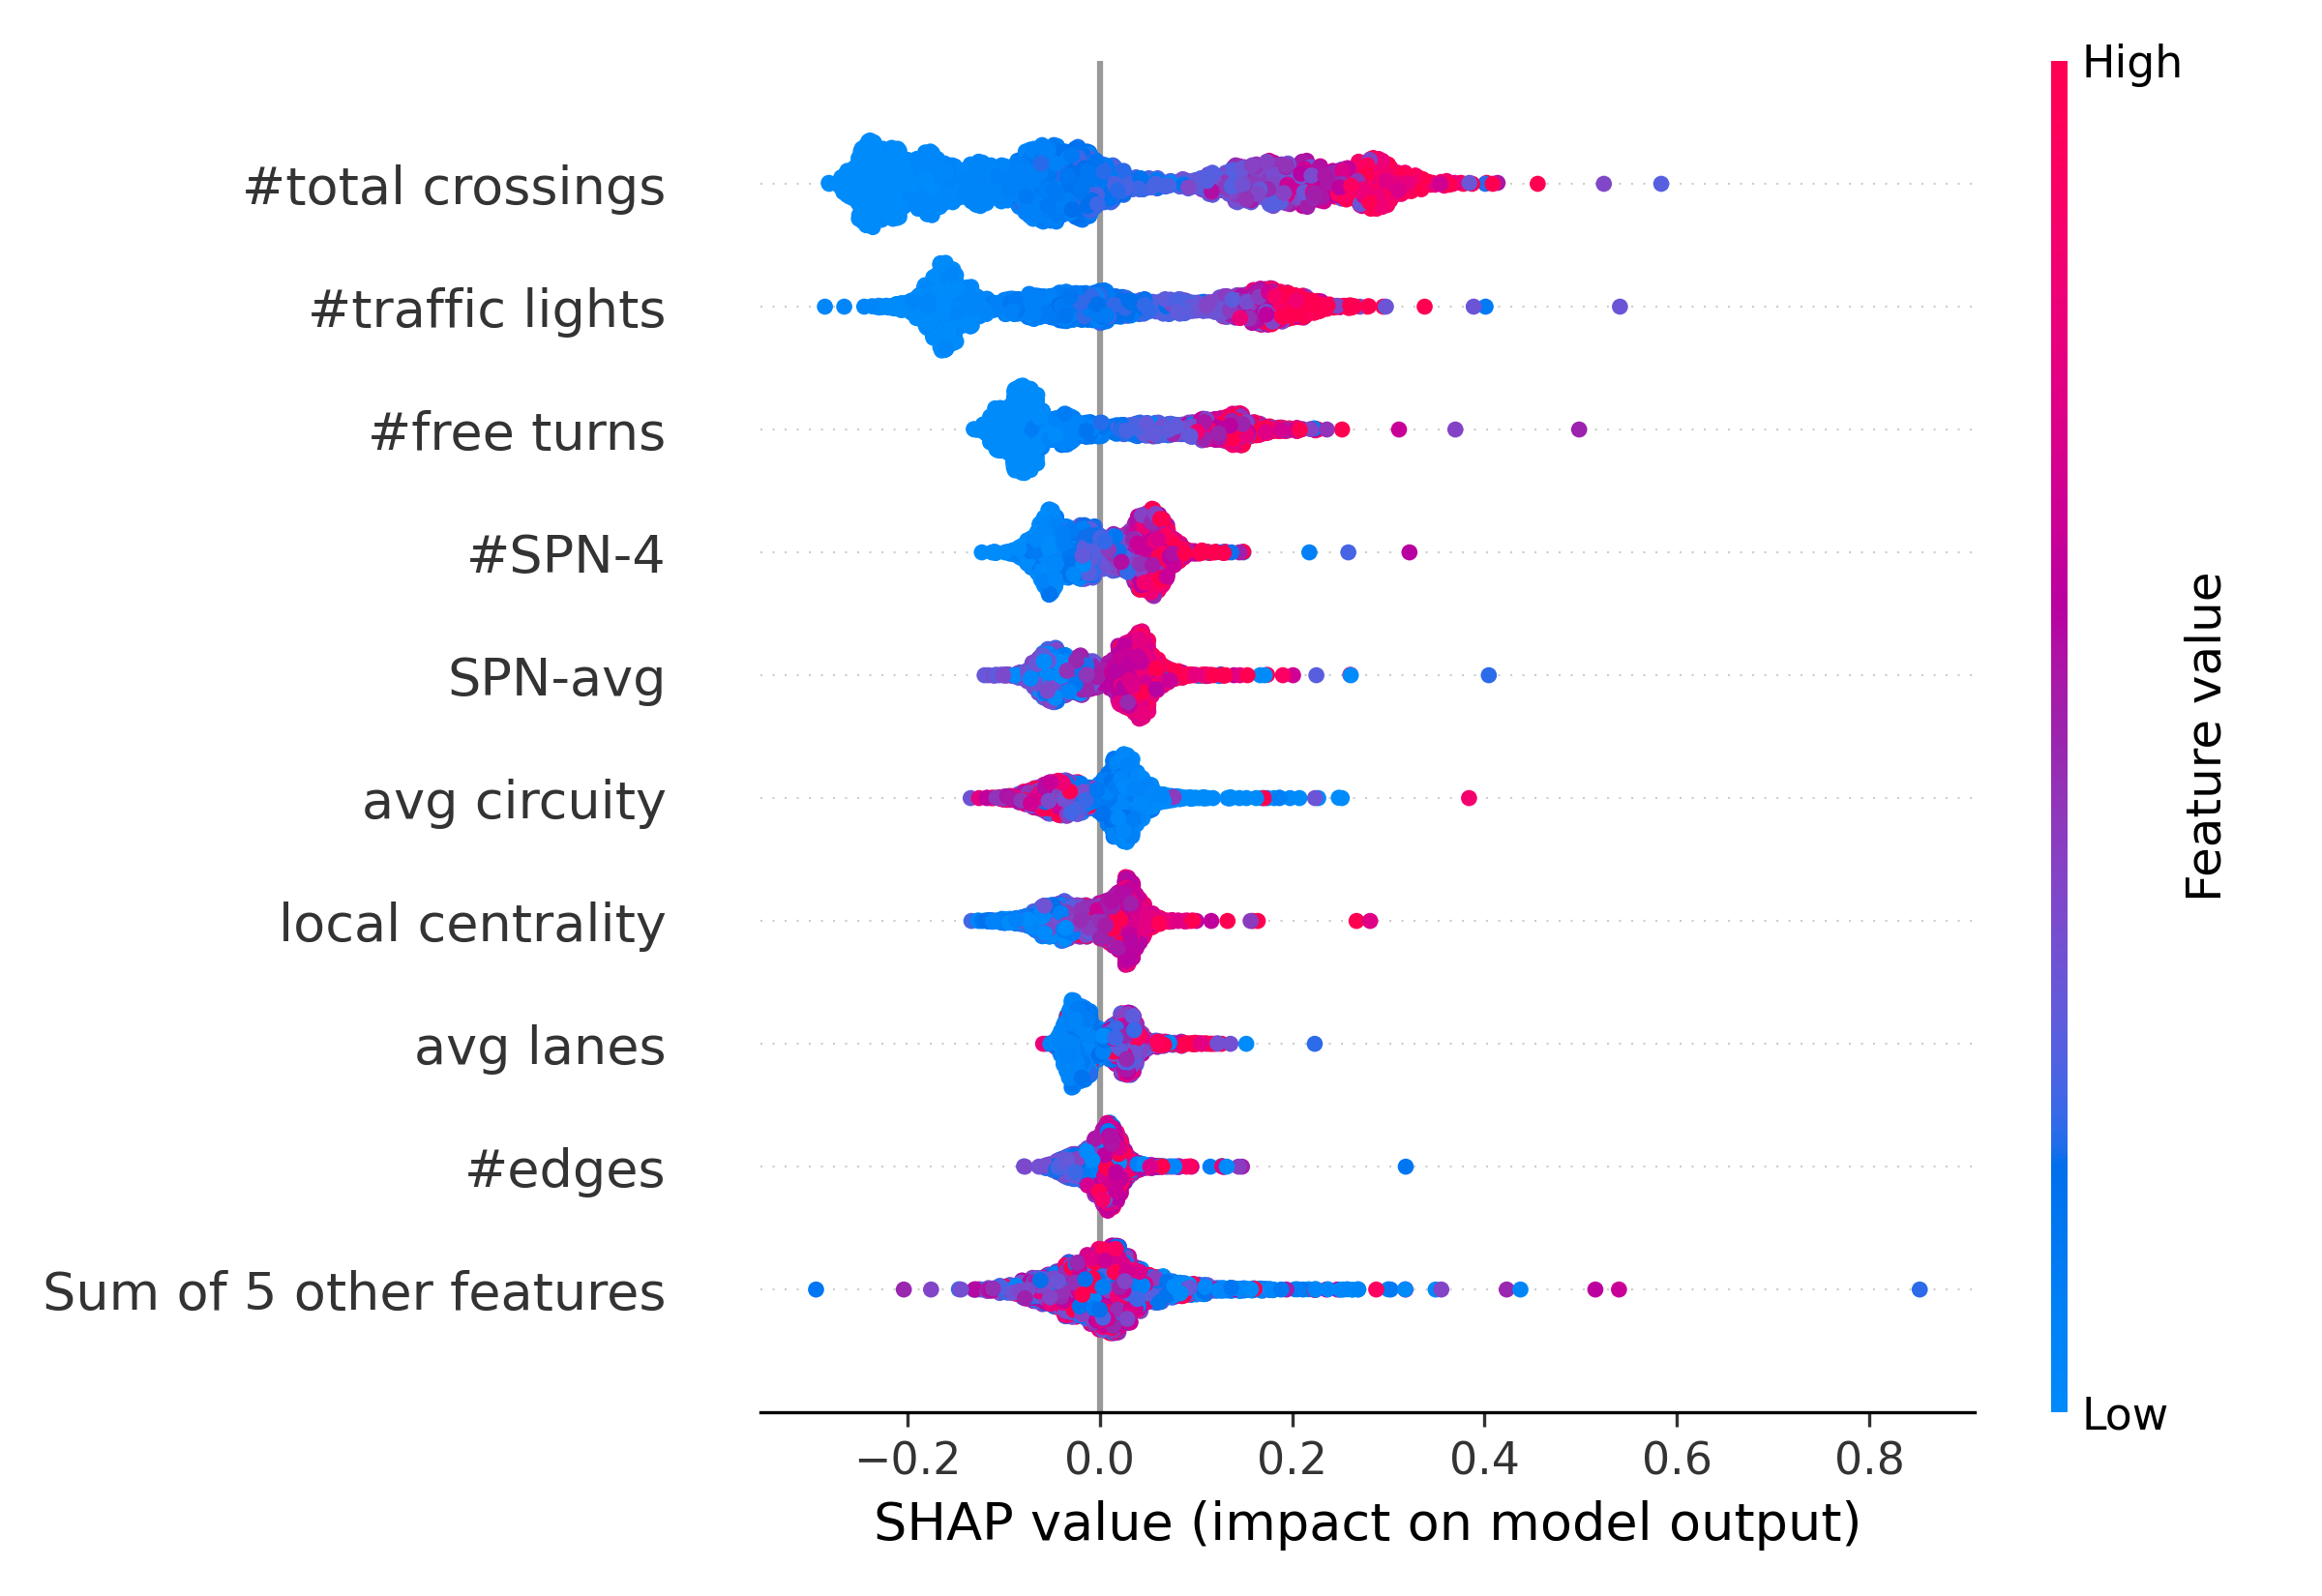 High
#total crossings
#traffic lights
#free turns
#SPN-4
SPN-avg
avg circuity
local centrality
avg lanes
#edges
Sum of 5 other features
Feature value
Low
−0.2 0.0 0.2 0.4 0.6 0.8
SHAP value (impact on model output)